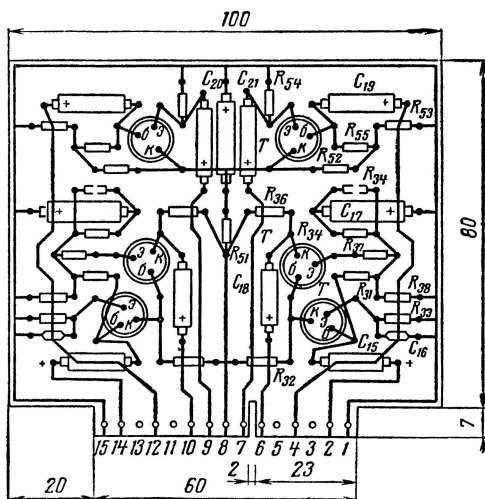 100
C20 C21 R54 C19
+ R53
б Э Э б
К К
T R55
R52
+ + +
R34
R36
+ C17 +
R51 T R34 R37
Э К
б б Э
C18 T R38
R31
б К К Э б R39
+ +
C15 C16
+ +
R32
80
7
15 14 13 12 11 10 9 8 7 6 5 4 3 2 1
20 60 2 23